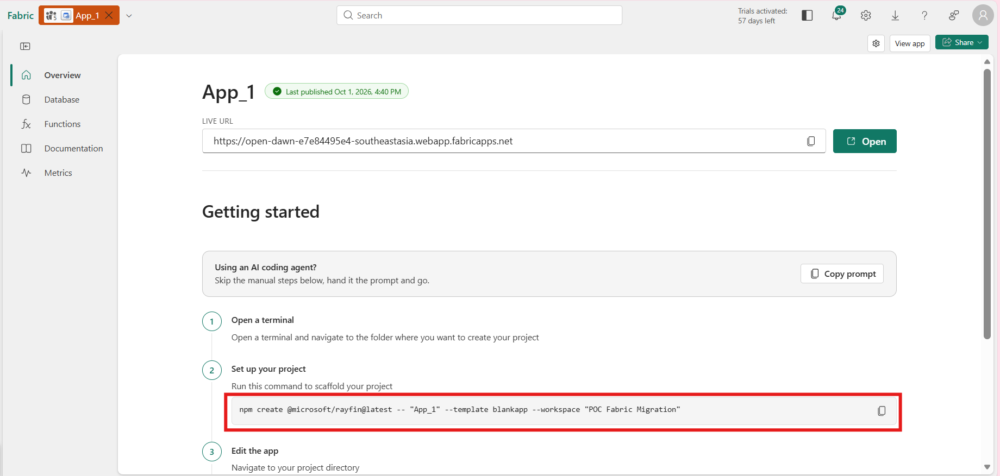 Fabric
5
App_1
Search
Trials activated:
57 days left
24
View app
Share
Overview
Database
Functions
Documentation
Metrics
App_1
Last published Oct 1, 2026, 4:40 PM
LIVE URL
https://open-dawn-e7e84495e4-southeastasia.webapp.fabricapps.net
Open
Getting started
Using an AI coding agent?
Skip the manual steps below, hand it the prompt and go.
Copy prompt
1
Open a terminal
Open a terminal and navigate to the folder where you want to create your project
2
Set up your project
Run this command to scaffold your project
npm create @microsoft/rayfin@latest -- "App_1" --template blankapp --workspace "POC Fabric Migration"
3
Edit the app
Navigate to your project directory